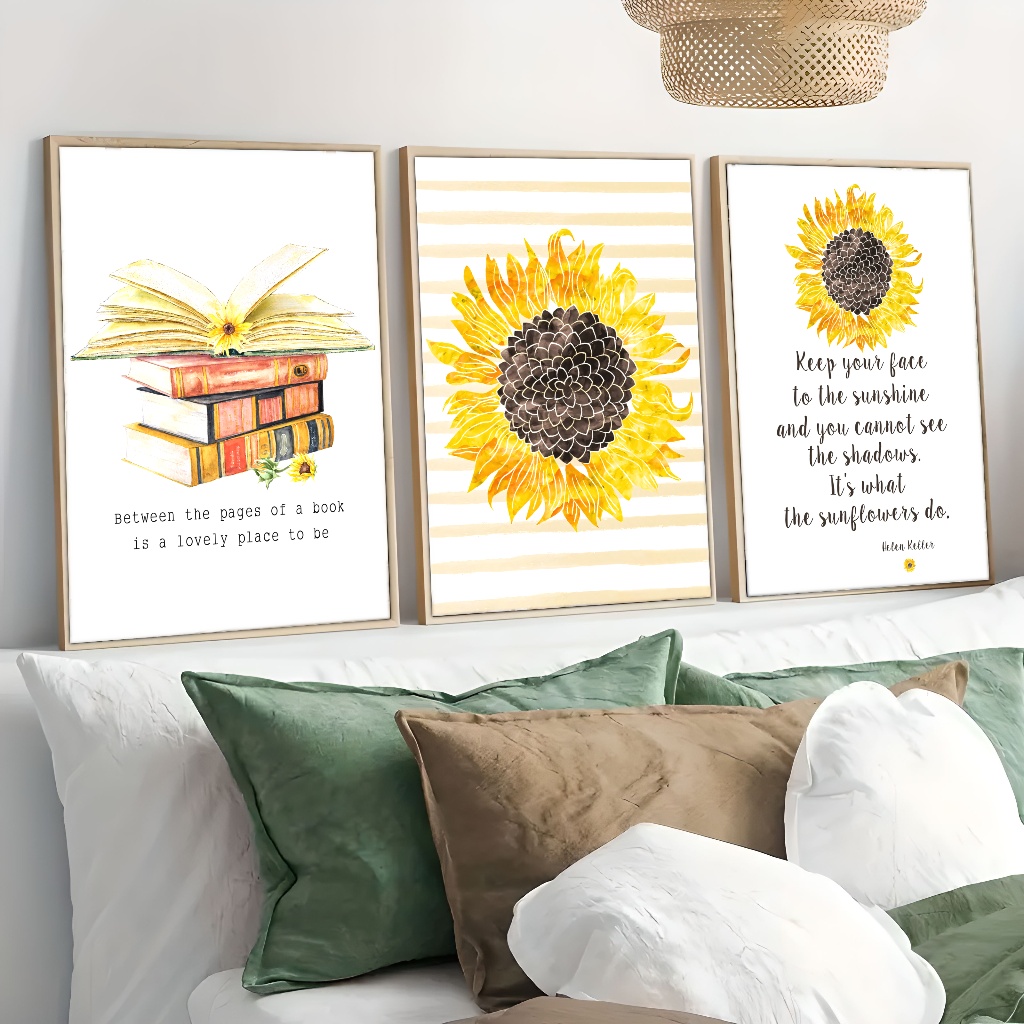 Between the pages of a book
is a lovely place to be
Keep your face
to the sunshine
and you cannot see
the shadows.
It's what
the sunflowers do.
Helen Keller